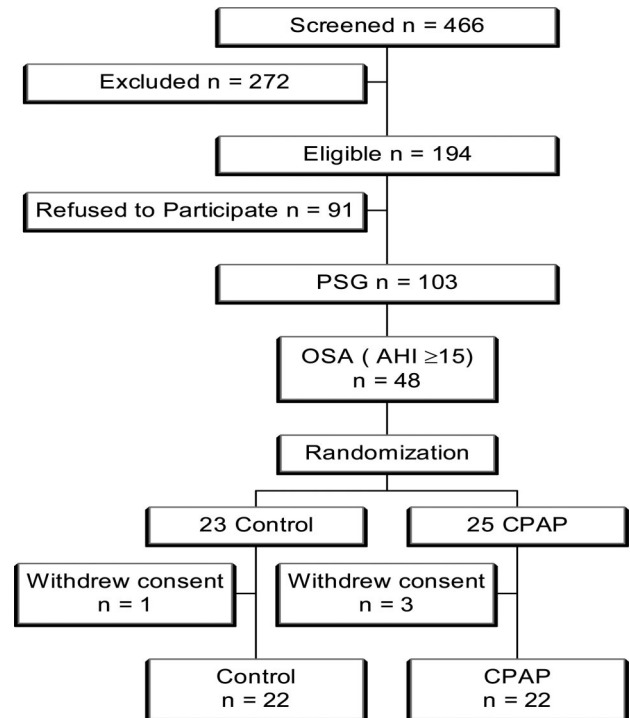 Screened n = 466
Excluded n = 272
Eligible n = 194
Refused to Participate n = 91
PSG n = 103
OSA ( AHI ≥15)
n = 48
Randomization
23 Control
25 CPAP
Withdrew consent
n = 1
Withdrew consent
n = 3
Control
n = 22
CPAP
n = 22